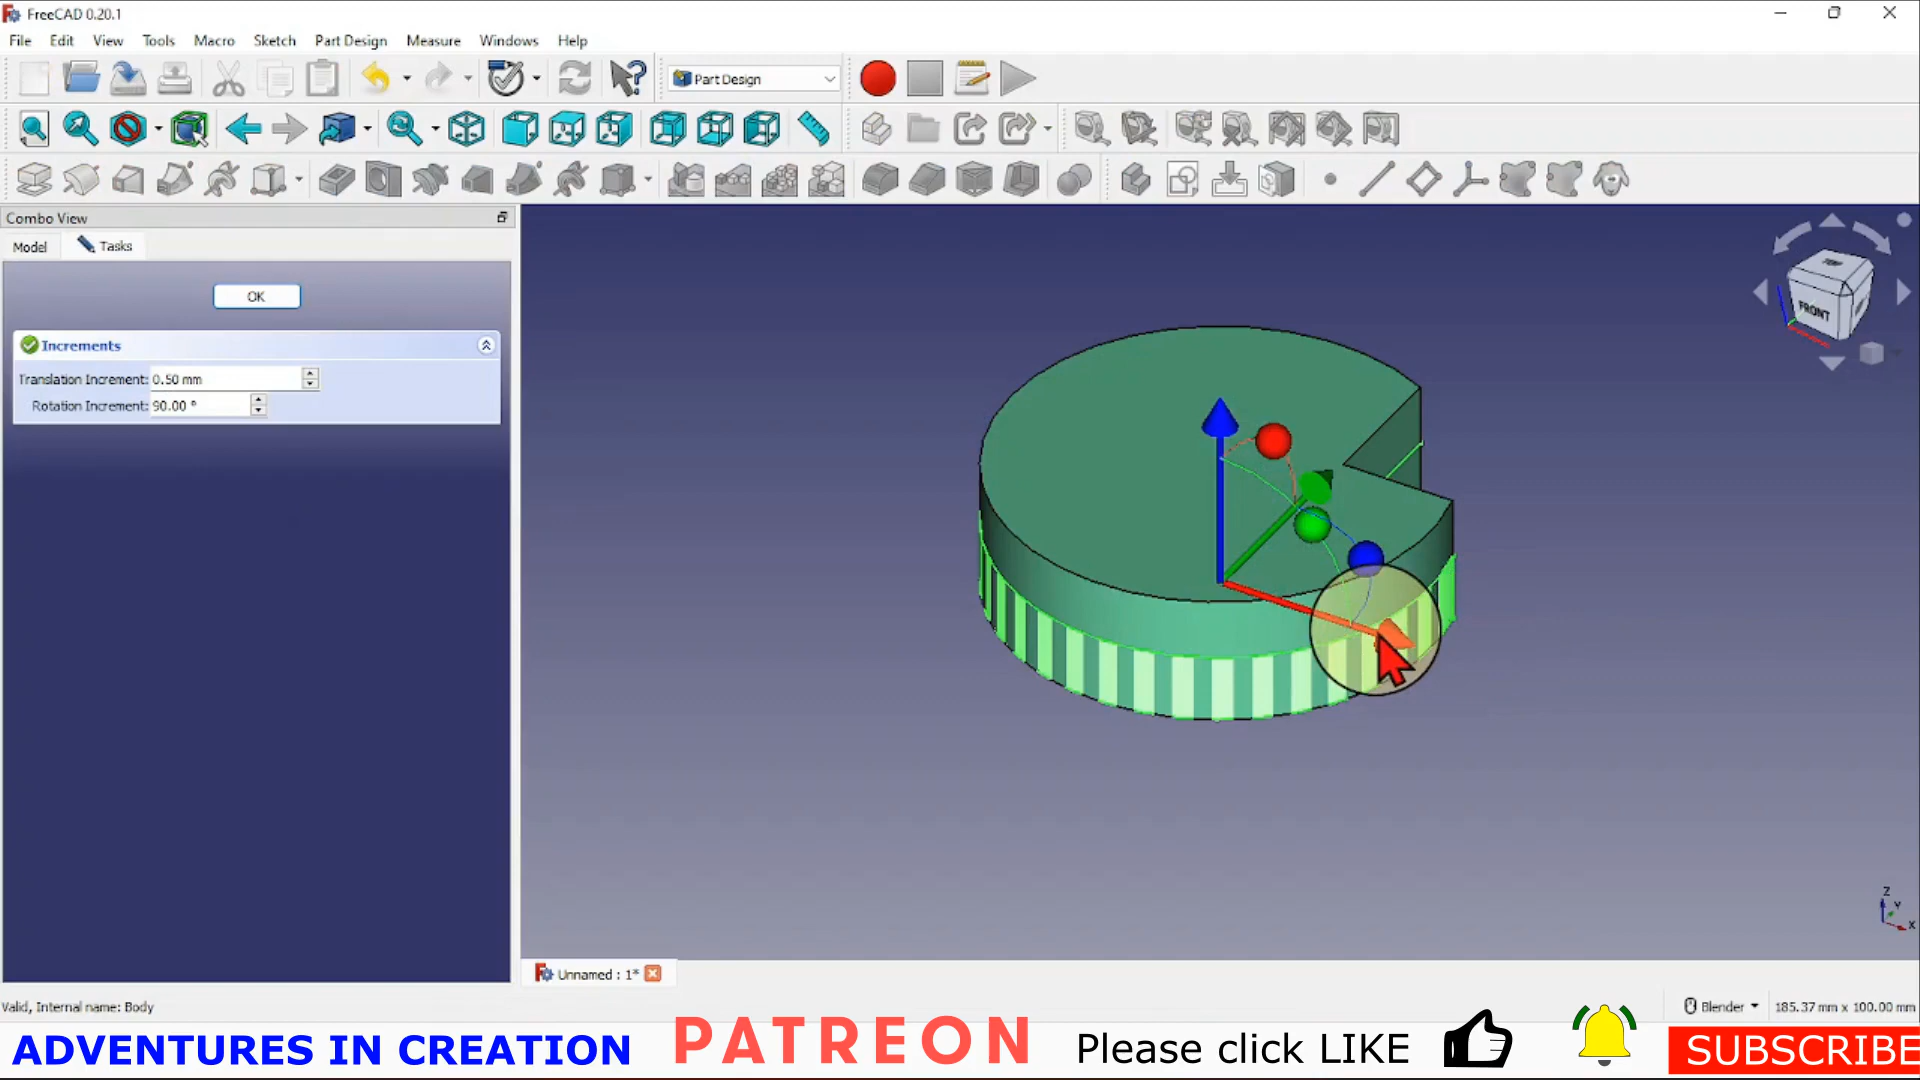 FreeCAD 0.20.1
File Edit View Tools Macro Sketch Part Design Measure Windows Help
Part Design
Combo View
Model Tasks
OK
Increments
Translation Increment: 0.50 mm
Rotation Increment: 90.00 °
TOP
FRONT
Z
Y
X
Unnamed : 1*
Valid, Internal name: Body
Blender 185.37 mm x 100.00 mm
ADVENTURES IN CREATION PATREON Please click LIKE SUBSCRIBE